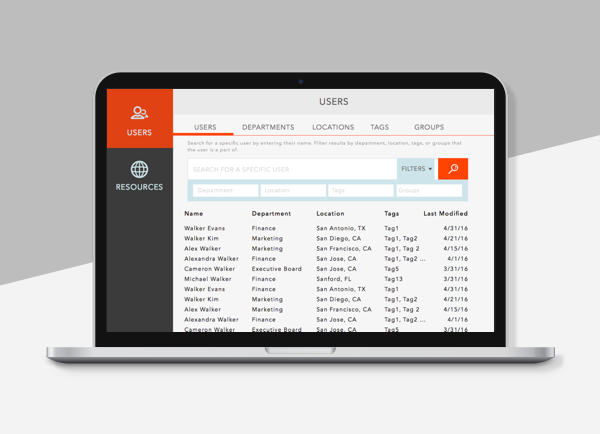 USERS
USERS
RESOURCES
USERS DEPARTMENTS LOCATIONS TAGS GROUPS
Search for a specific user by entering their name. Filter results by department, location, tags, or groups that
the user is a part of.
SEARCH FOR A SPECIFIC USER FILTERS
Department Location Tags Groups
Name Department Location Tags Last Modified
Walker Evans Finance San Antonio, TX Tag1 4/31/16
Walker Kim Marketing San Diego, CA Tag1, Tag2 4/21/16
Alex Walker Marketing San Francisco, CA Tag1, Tag 2 4/15/16
Alexandra Walker Finance San Jose, CA Tag1, Tag2 ... 4/1/16
Cameron Walker Executive Board San Jose, CA Tag5 3/31/16
Michael Walker Finance Sanford, FL Tag13 3/31/16
Walker Evans Finance San Antonio, TX Tag1 4/31/16
Walker Kim Marketing San Diego, CA Tag1, Tag2 4/21/16
Alex Walker Marketing San Francisco, CA Tag1, Tag 2 4/15/16
Alexandra Walker Finance San Jose, CA Tag1, Tag2 ... 4/1/16
Cameron Walker Executive Board San Jose, CA Tag5 3/31/16